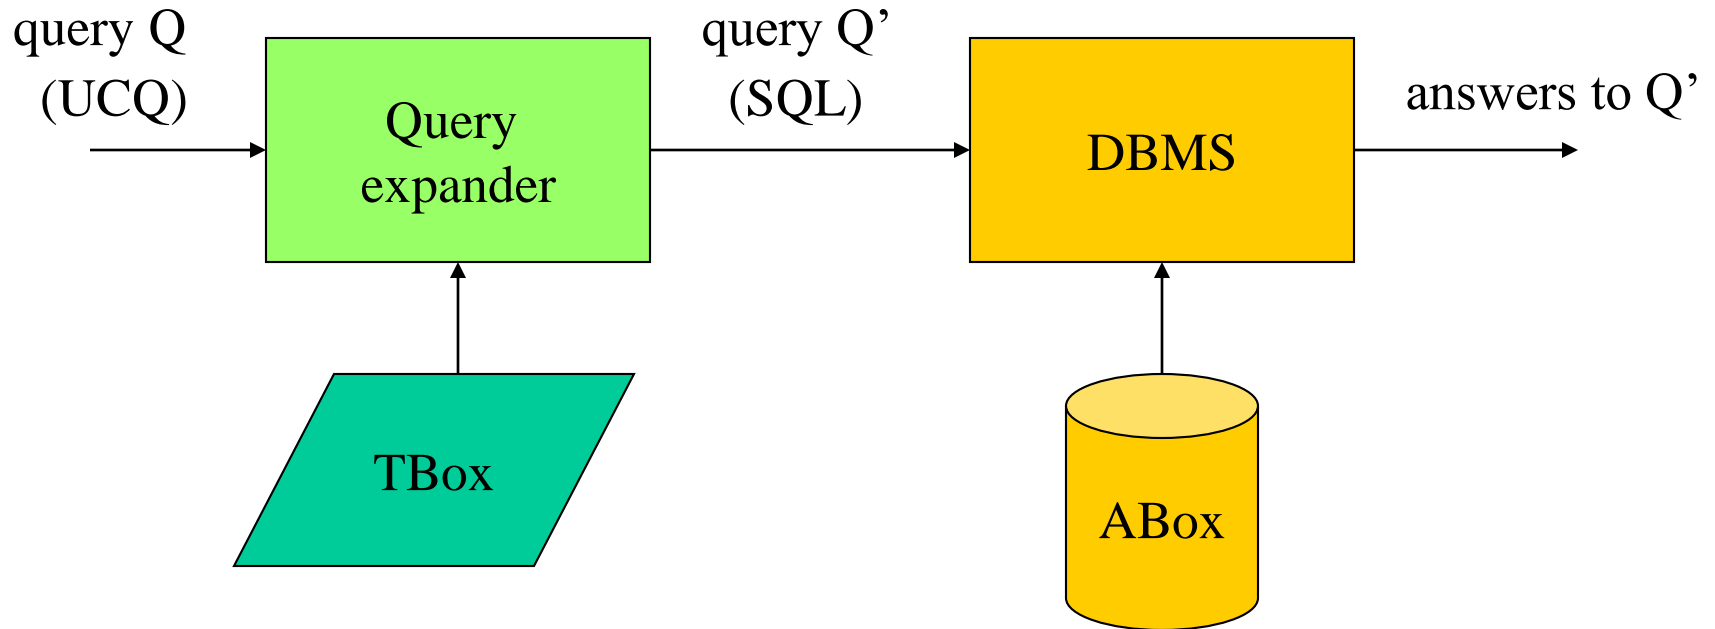 query Q
(UCQ)
Query
expander
query Q’
(SQL)
DBMS
answers to Q’
TBox
ABox